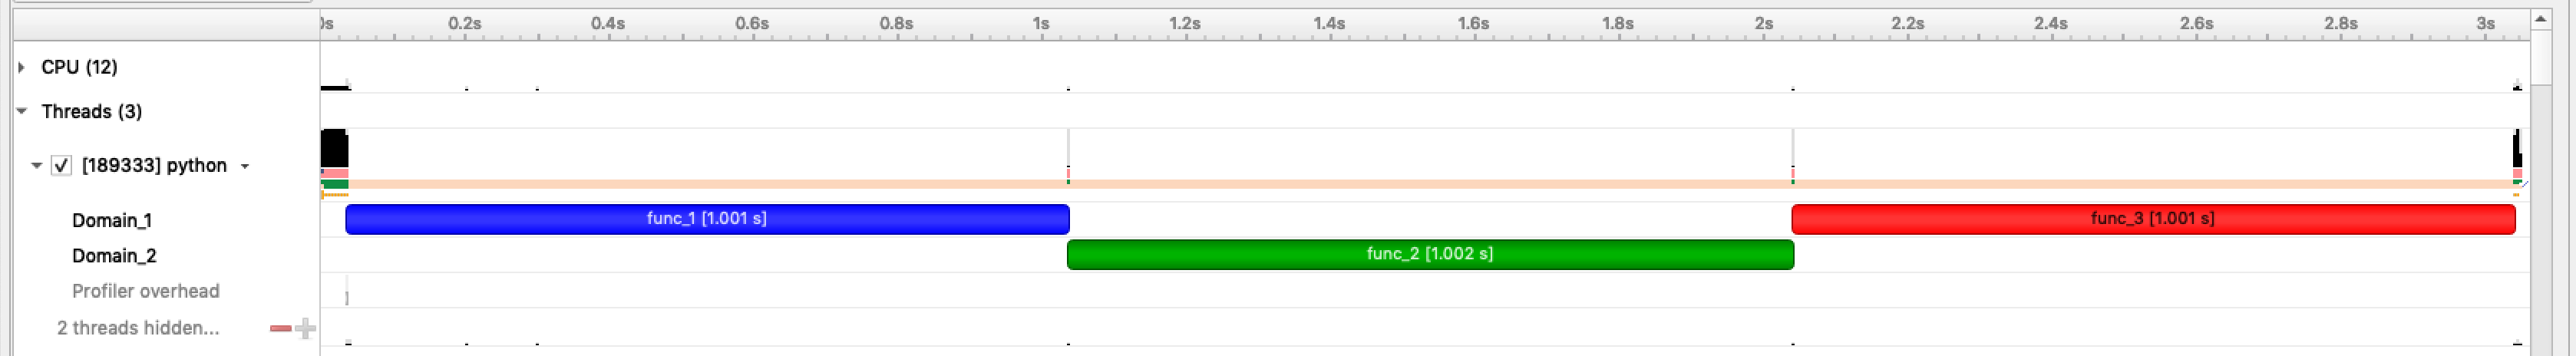 0s 0.2s 0.4s 0.6s 0.8s 1s 1.2s 1.4s 1.6s 1.8s 2s 2.2s 2.4s 2.6s 2.8s 3s
CPU (12)
Threads (3)
[189333] python
Domain_1 func_1 [1.001 s] func_3 [1.001 s]
Domain_2 func_2 [1.002 s]
Profiler overhead
2 threads hidden...